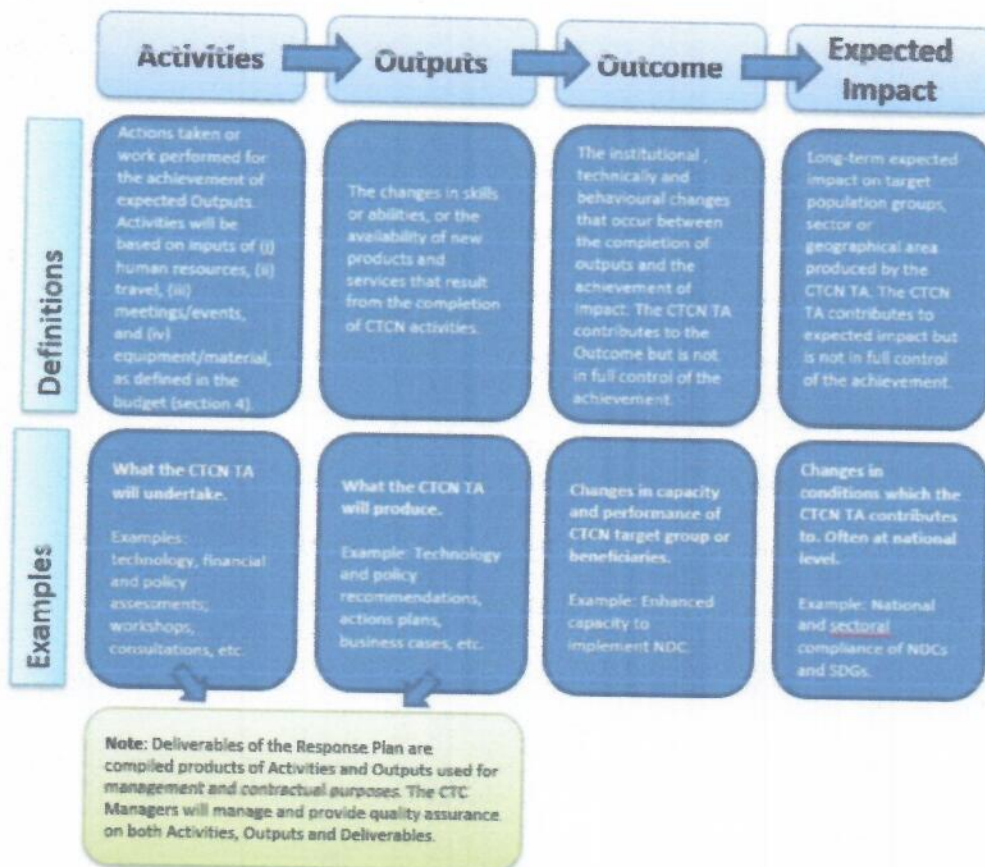 Activities
Outputs
Outcome
Expected
Impact
Definitions
Actions taken or
work performed for
the achievement of
expected Outputs.
Activities will be
based on inputs of (i)
human resources, (ii)
travel, (iii)
meetings/events,
and (iv)
equipment/material,
as defined in the
budget (section 4)
The changes in skills
or abilities, or the
availability of new
products and
services that result
from the completion
of CTCN activities.
The institutional ,
technically and
behavioural changes
that occur between
the completion of
outputs and the
achievement of
impact. The CTCN TA
contributes to the
Outcome but is not
in full control of the
achievement.
Long-term expected
impact on target
population groups,
sector or
geographical area
produced by the
CTCN TA. The CTCN
TA contributes to
expected impact but
is not in full control
of the achievement.
Examples
What the CTCN TA
will undertake.
Examples:
technology, financial
and policy
assessments,
workshops,
consultations, etc.
What the CTCN TA
will produce.
Example: Technology
and policy
recommendations,
actions plans,
business cases, etc.
Changes in capacity
and performance of
CTCN target group or
beneficiaries.
Example: Enhanced
capacity to
implement NDC.
Changes in
conditions which the
CTCN TA contributes
to. Often at national
level.
Example: National
and sectoral
compliance of NDCs
and SDGs.
Note: Deliverables of the Response Plan are
compiled products of Activities and Outputs used for
management and contractual purposes. The CTC
Managers will manage and provide quality assurance
on both Activities, Outputs and Deliverables.